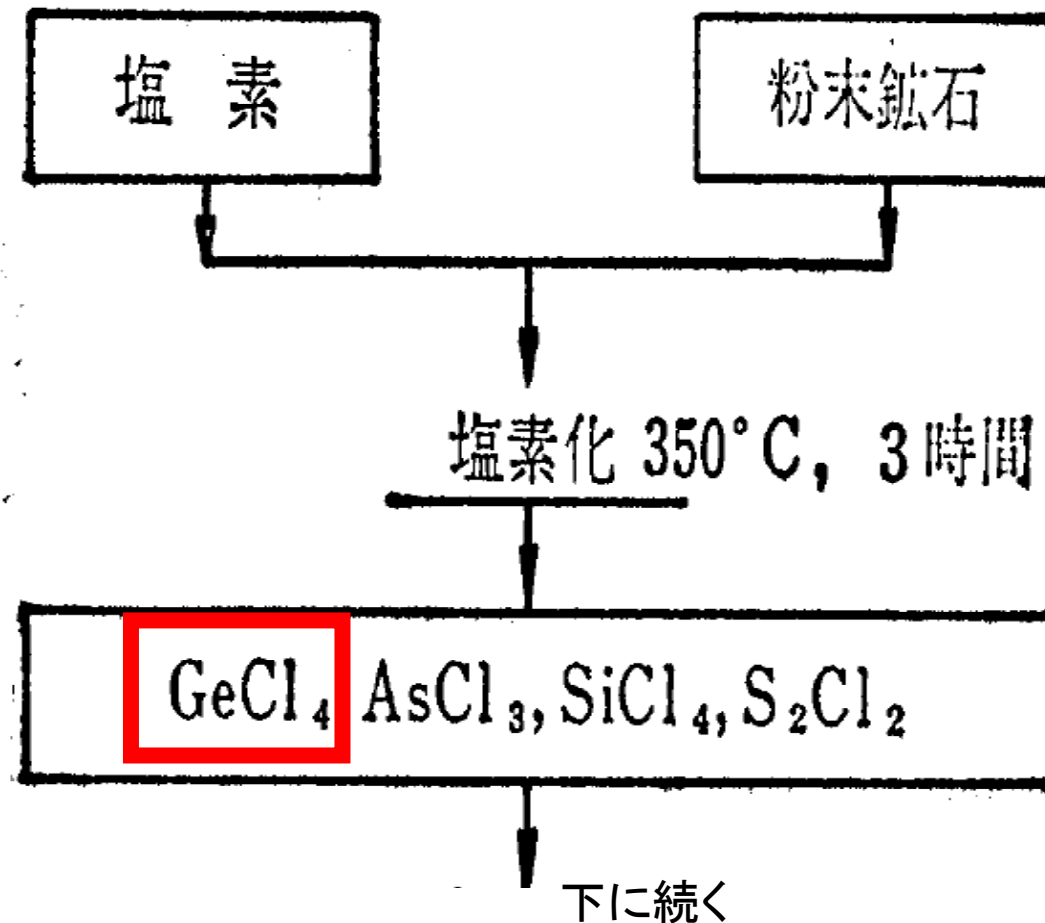 塩素
粉末鉱石
塩素化 350°C, 3時間
GeCl₄ AsCl₃, SiCl₄, S₂Cl₂
下に続く